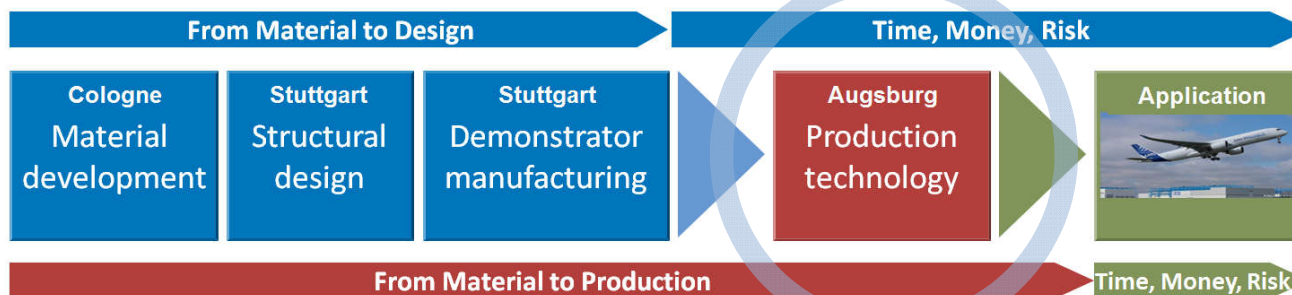 From Material to Design
Time, Money, Risk
Cologne
Material
development
Stuttgart
Structural
design
Stuttgart
Demonstrator
manufacturing
Augsburg
Production
technology
Application
From Material to Production
Time, Money, Risk